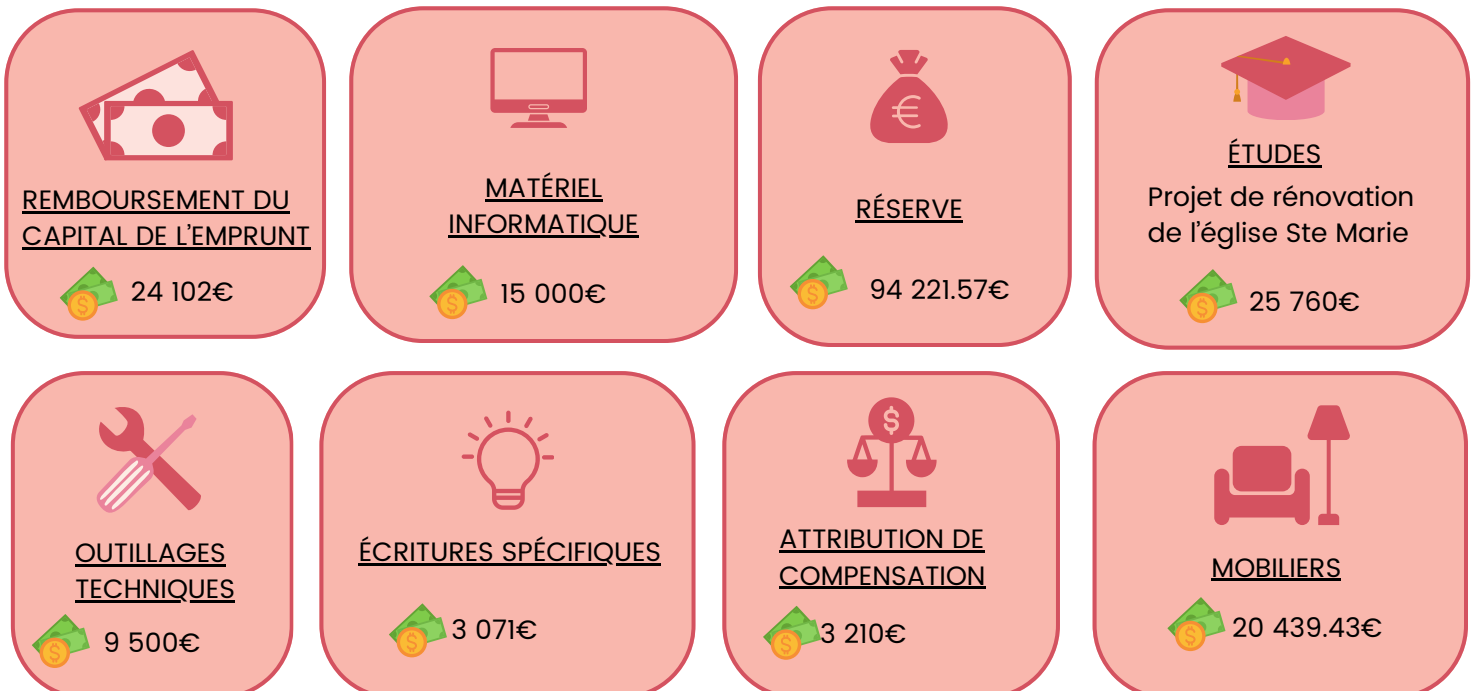 REMBOURSEMENT DU
CAPITAL DE L'EMPRUNT
24 102€
MATÉRIEL
INFORMATIQUE
15 000€
€
RÉSERVE
94 221.57€
ÉTUDES
Projet de rénovation
de l'église Ste Marie
25 760€
OUTILLAGES
TECHNIQUES
9 500€
ÉCRITURES SPÉCIFIQUES
3 071€
$
ATTRIBUTION DE
COMPENSATION
3 210€
MOBILIERS
20 439.43€